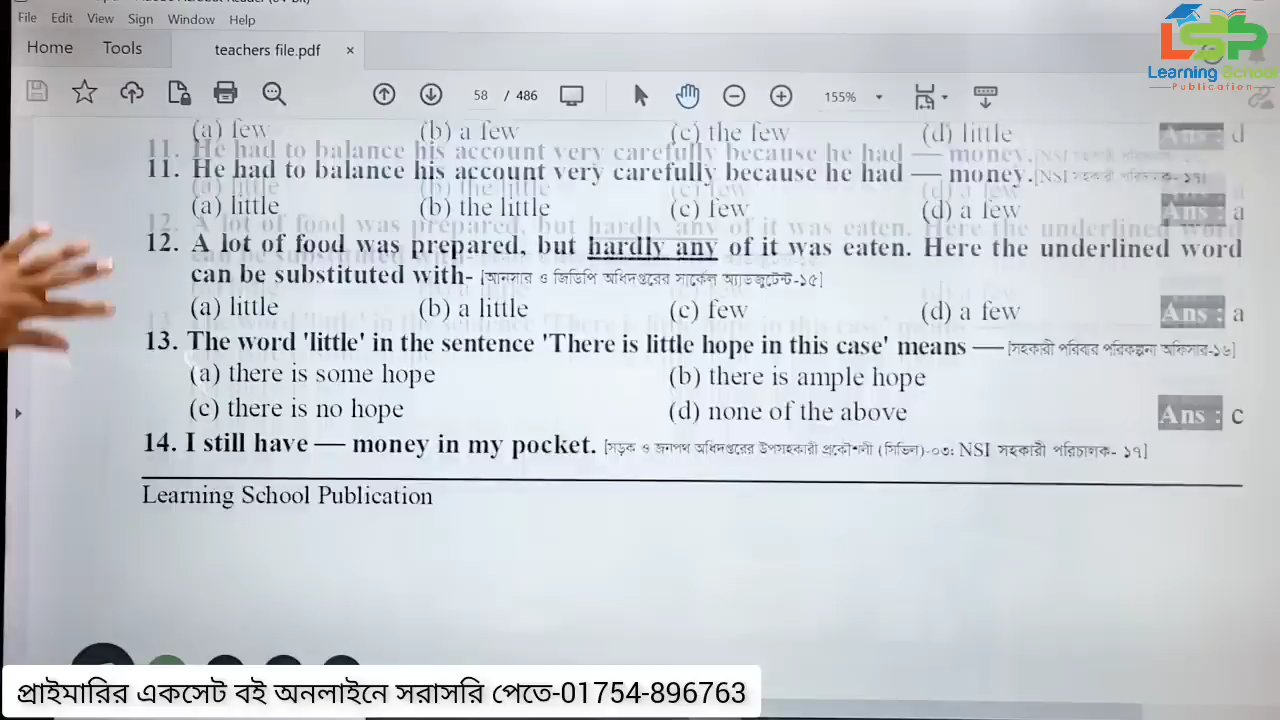 File Edit View Sign Window Help
Home Tools teachers file.pdf ×
58 / 486 155%
LSP
Learning School
Publication
(a) few (b) a few (c) the few (d) little Ans : d
11. He had to balance his account very carefully because he had — money. [NSI সহকারী পরিচালক- ১৭]
(a) little (b) the little (c) few (d) a few Ans : a
12. A lot of food was prepared, but hardly any of it was eaten. Here the underlined word
can be substituted with- [আনসার ও ভিডিপি অধিদপ্তরের সার্কেল অ্যাডজুটেন্ট-১৫]
(a) little (b) a little (c) few (d) a few Ans : a
13. The word 'little' in the sentence 'There is little hope in this case' means — [সহকারী পরিবার পরিকল্পনা অফিসার-১৬]
(a) there is some hope (b) there is ample hope
(c) there is no hope (d) none of the above Ans : c
14. I still have — money in my pocket. [সড়ক ও জনপথ অধিদপ্তরের উপসহকারী প্রকৌশলী (সিভিল)-০৩; NSI সহকারী পরিচালক- ১৭]
Learning School Publication
প্রাইমারির একসেট বই অনলাইনে সরাসরি পেতে-01754-896763